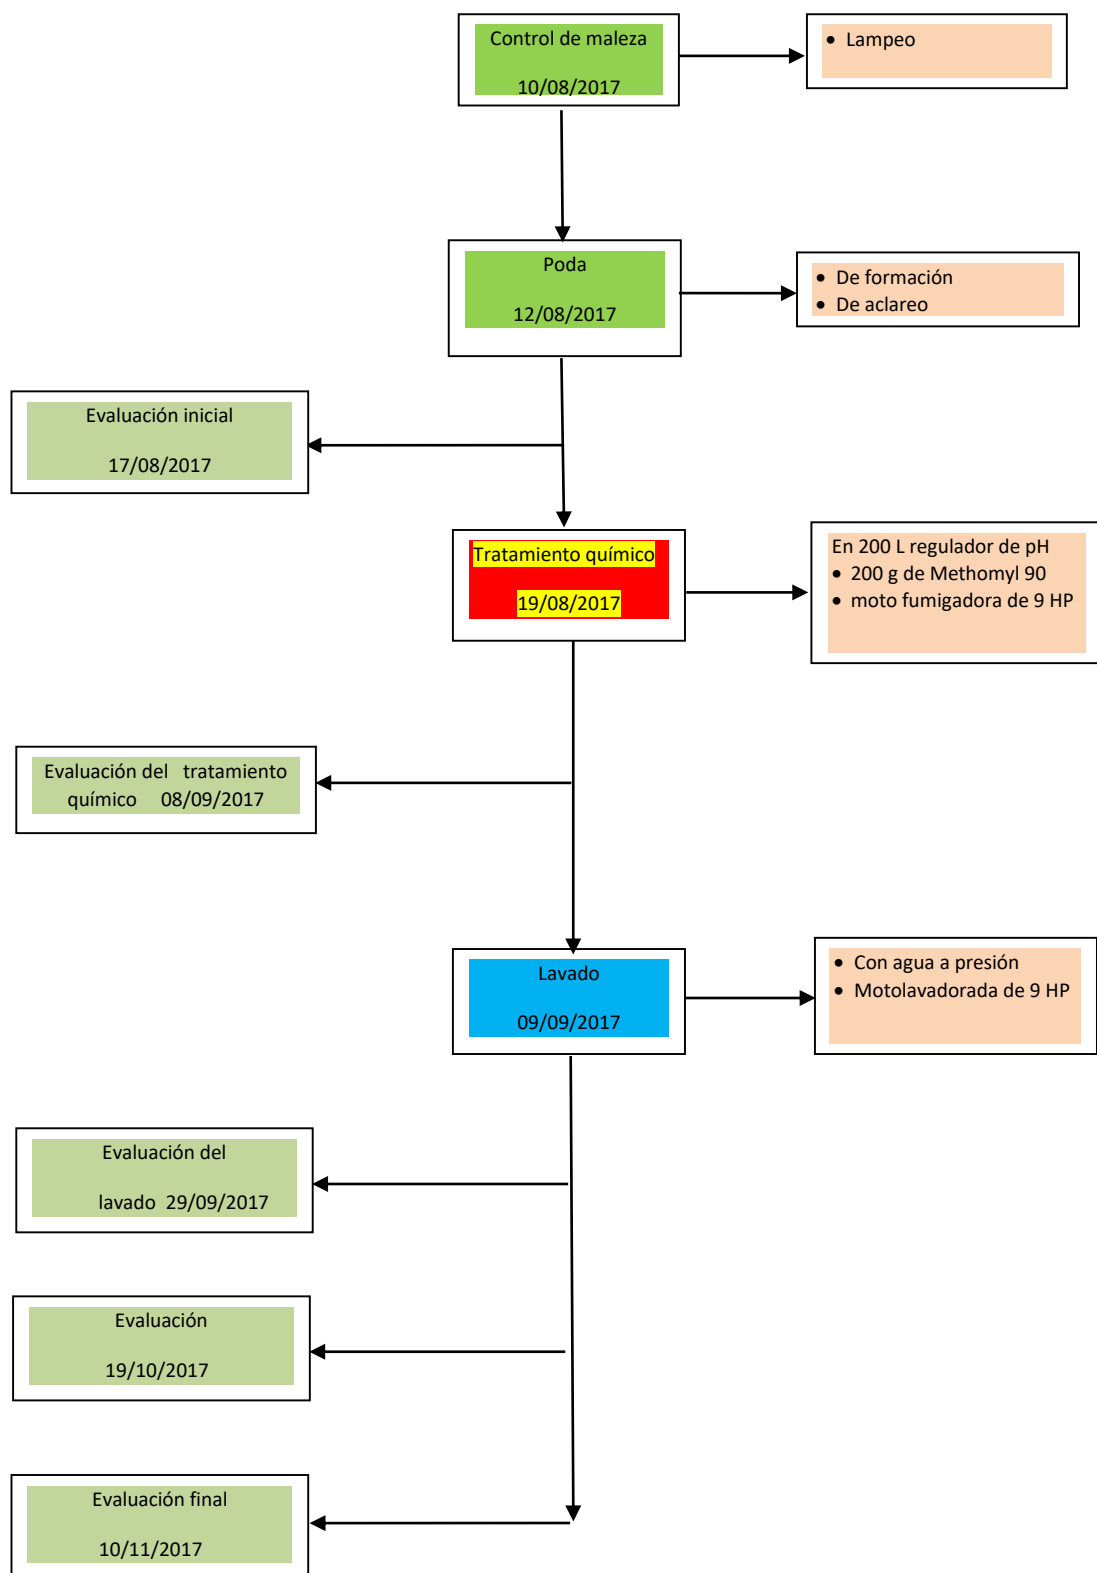 Control de maleza
10/08/2017
• Lampeo
Poda
12/08/2017
• De formación
• De aclareo
Evaluación inicial
17/08/2017
Tratamiento químico
19/08/2017
En 200 L regulador de pH
• 200 g de Methomyl 90
• moto fumigadora de 9 HP
Evaluación del tratamiento
químico 08/09/2017
Lavado
09/09/2017
• Con agua a presión
• Motolavadorada de 9 HP
Evaluación del
lavado 29/09/2017
Evaluación
19/10/2017
Evaluación final
10/11/2017